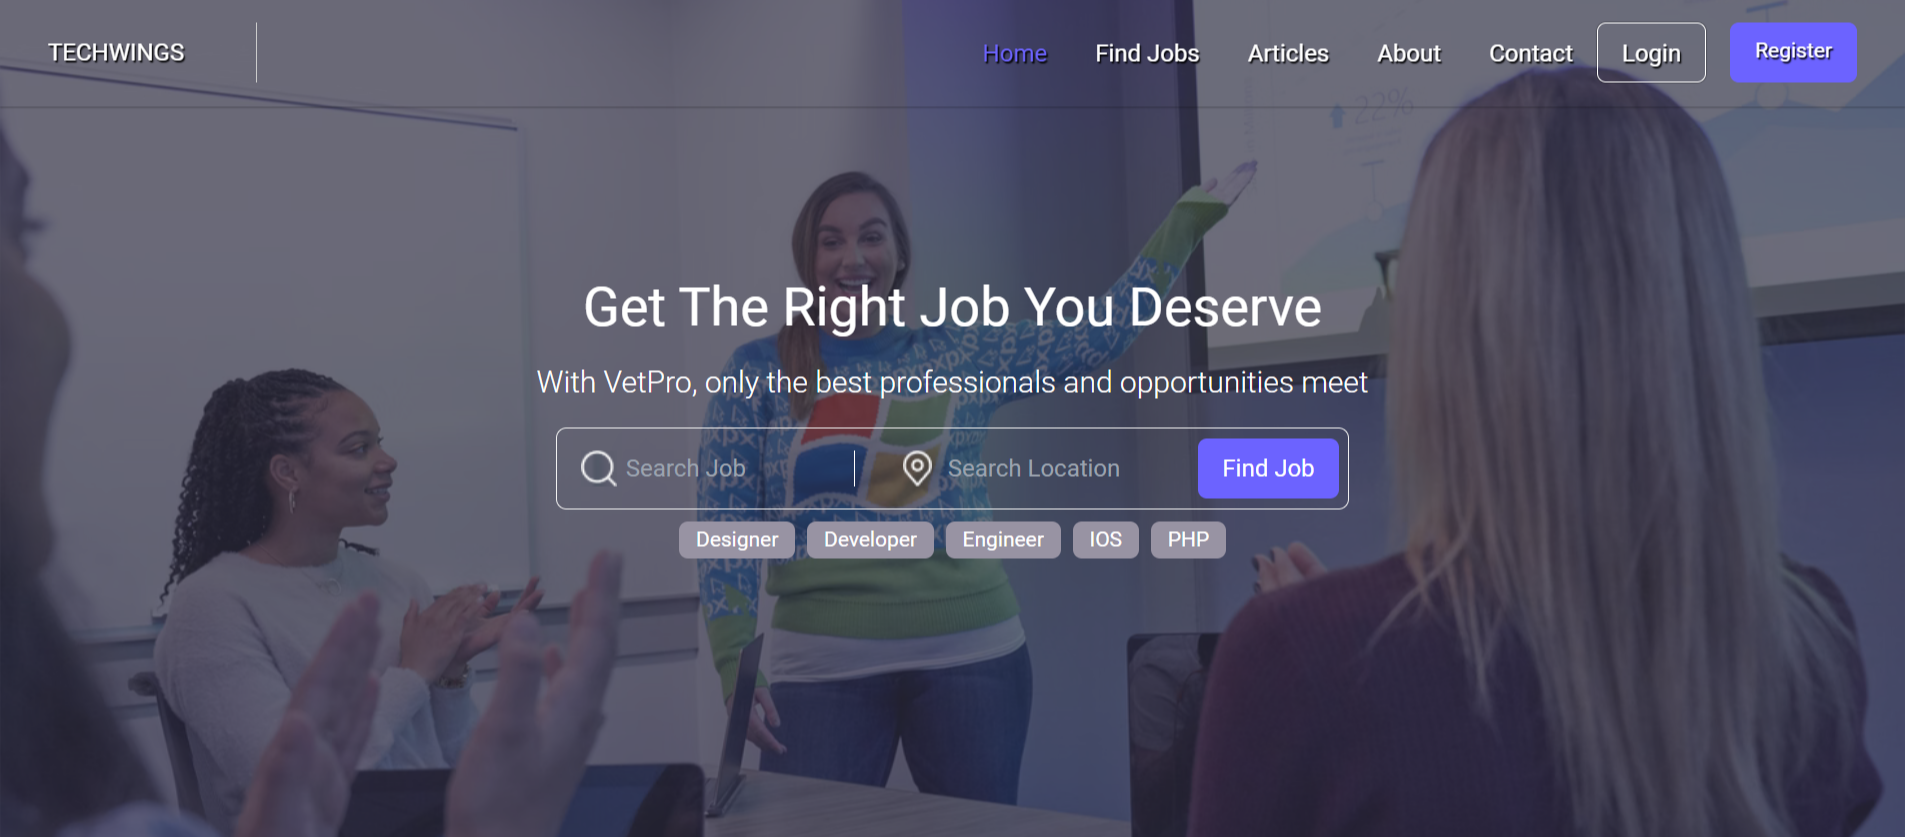 TECHWINGS
Home Find Jobs Articles About Contact Login Register
22%
Get The Right Job You Deserve
With VetPro, only the best professionals and opportunities meet
Search Job Search Location Find Job
Designer Developer Engineer IOS PHP